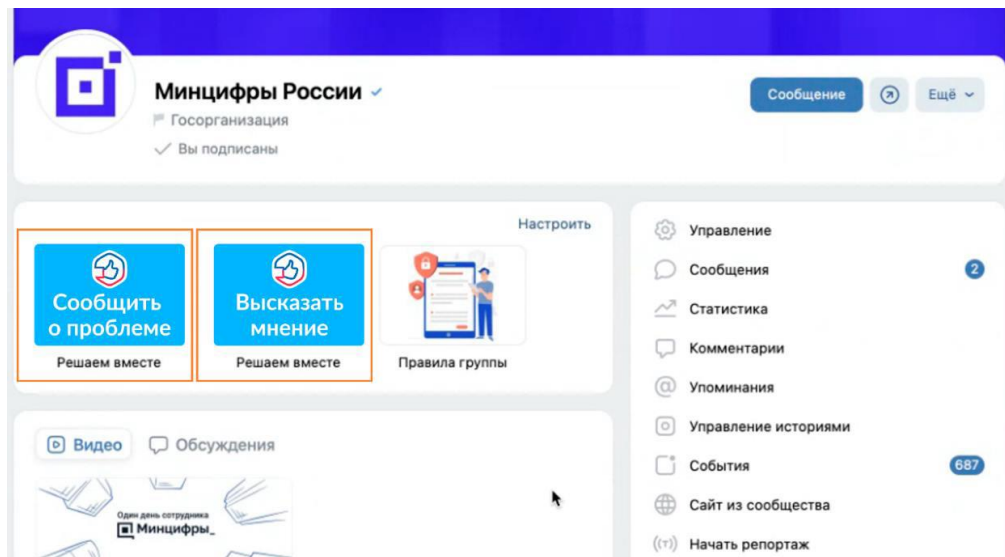 Минцифры России
Госорганизация
Вы подписаны
Сообщение
Ещё
Настроить
Сообщить
о проблеме
Решаем вместе
Высказать
мнение
Решаем вместе
Правила группы
Видео
Обсуждения
Один день сотрудника
Минцифры_
Управление
Сообщения
2
Статистика
Комментарии
Упоминания
Управление историями
События
687
Сайт из сообщества
Начать репортаж